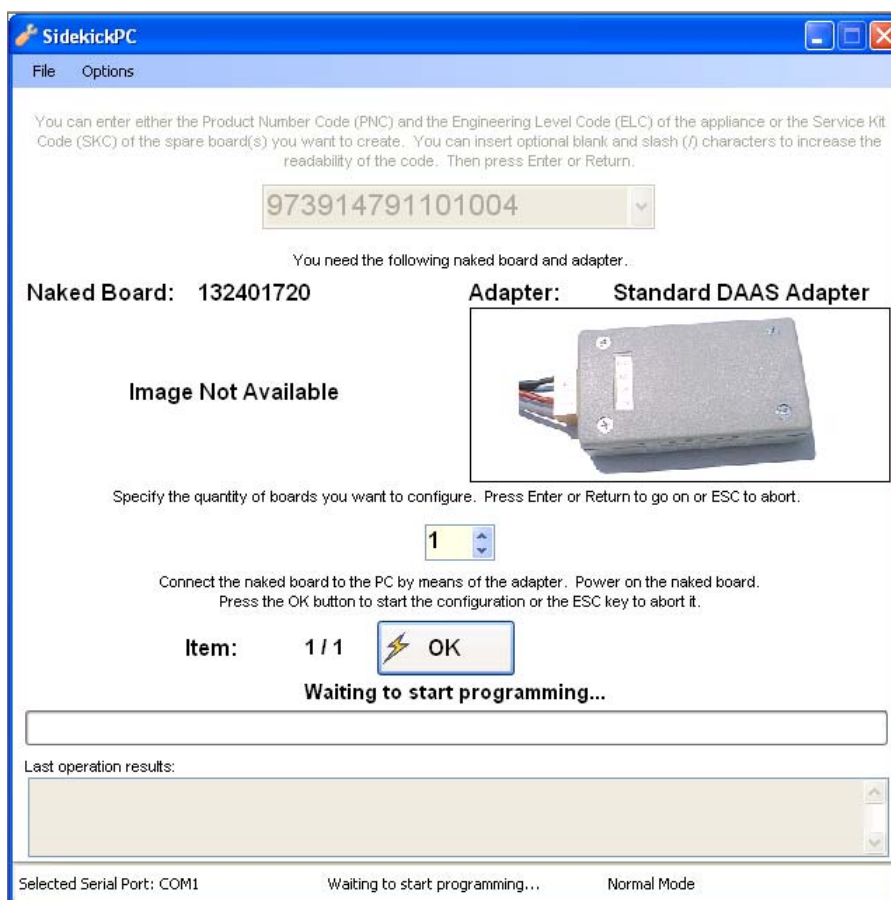 SidekickPC
File Options
You can enter either the Product Number Code (PNC) and the Engineering Level Code (ELC) of the appliance or the Service Kit
Code (SKC) of the spare board(s) you want to create. You can insert optional blank and slash (/) characters to increase the
readability of the code. Then press Enter or Return.
973914791101004
You need the following naked board and adapter.
Naked Board: 132401720 Adapter: Standard DAAS Adapter
Image Not Available
Specify the quantity of boards you want to configure. Press Enter or Return to go on or ESC to abort.
1
Connect the naked board to the PC by means of the adapter. Power on the naked board.
Press the OK button to start the configuration or the ESC key to abort it.
Item: 1 / 1 OK
Waiting to start programming...
Last operation results:
Selected Serial Port: COM1 Waiting to start programming... Normal Mode